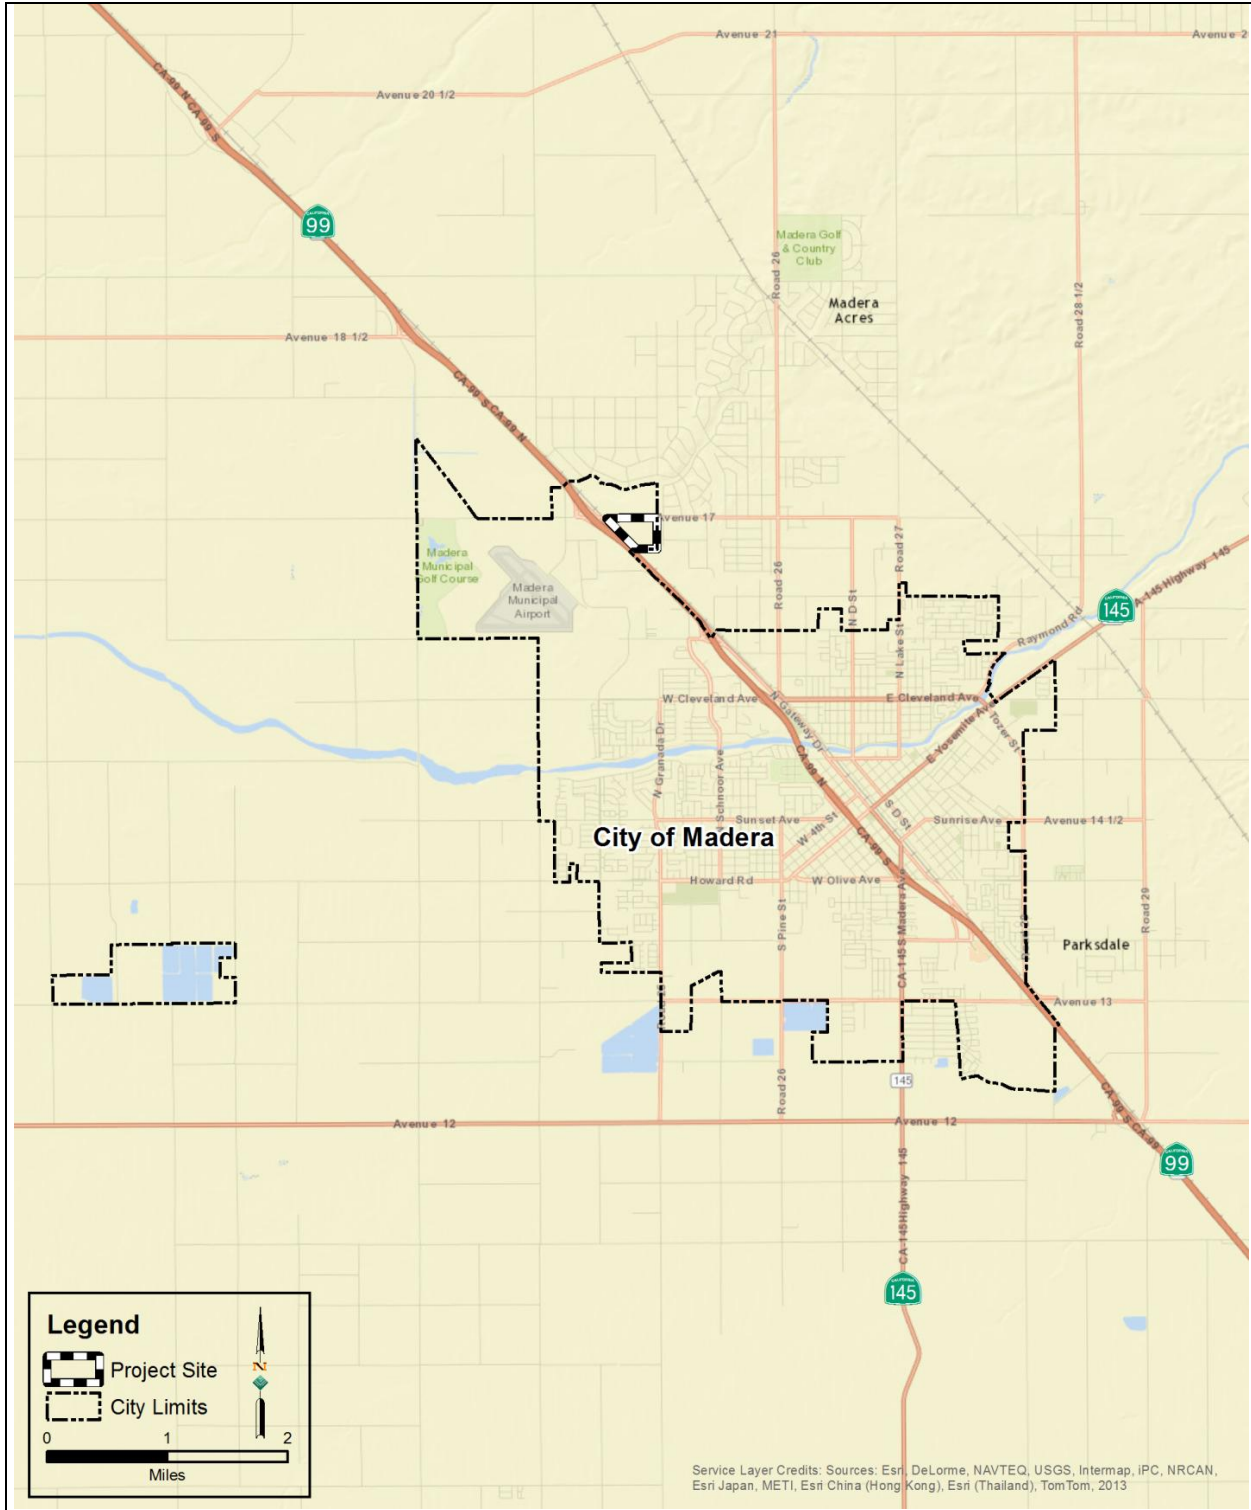 Avenue 21
Avenue 2
CA-99 N CA-99 S
Avenue 20 1/2
CALIFORNIA
99
Madera Golf
& Country
Club
Road 26
Madera
Acres
Road 28 1/2
Avenue 18 1/2
CA-99 S CA-99 N
Avenue 17
Madera
Municipal
Golf Course
Madera
Municipal
Airport
Road 26
N D St
Road 27
N Lake St
A-145 Highway 145
CALIFORNIA
145
Raymond Rd
W Cleveland Ave
E Cleveland Ave
N Gateway Dr
E Yosemite Ave
Tozer St
N Granada Dr
N Schnoor Ave
CA-99 N
S D St
Sunset Ave
W 4th St
Sunrise Ave
Avenue 14 1/2
City of Madera
CA-99 S
Howard Rd
W Olive Ave
S Pine St
CA-145 S Madera Ave
Road 29
Parksdale
Avenue 13
145
Road 26
CA-99 S CA-99
Avenue 12
Avenue 12
CALIFORNIA
99
CA-145 Highway 145
CALIFORNIA
145
Legend
N
Project Site
City Limits
0 1 2
Miles
Service Layer Credits: Sources: Esri, DeLorme, NAVTEQ, USGS, Intermap, iPC, NRCAN,
Esri Japan, METI, Esri China (Hong Kong), Esri (Thailand), TomTom, 2013